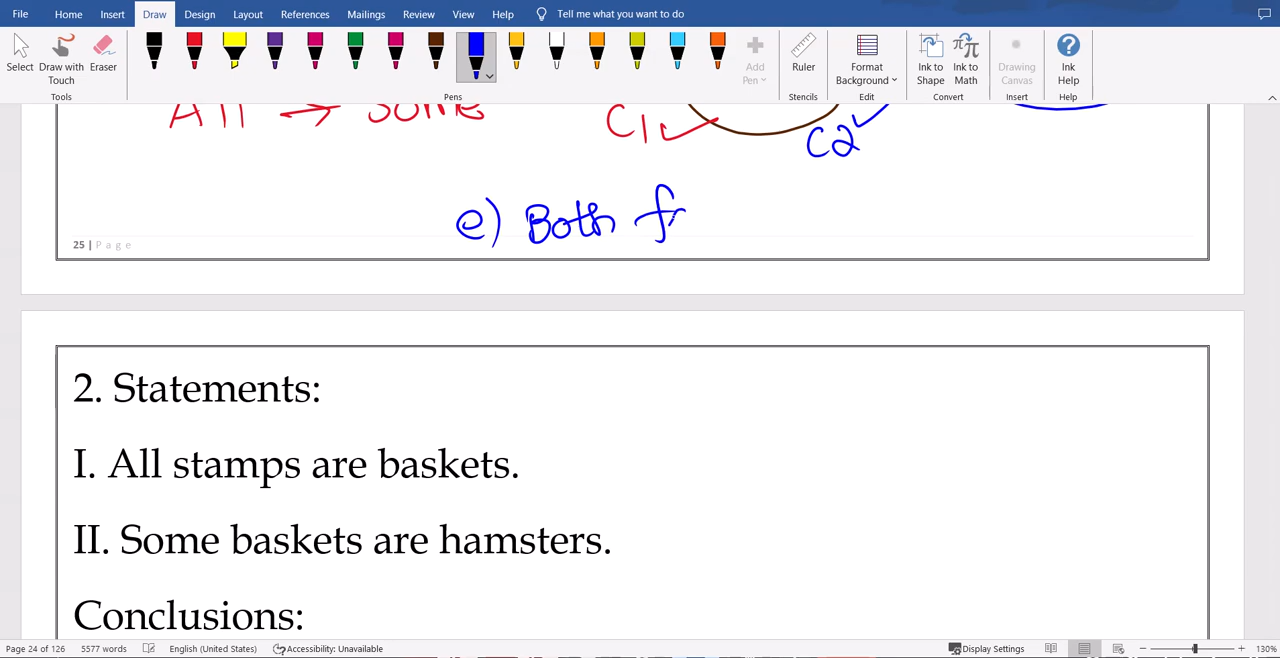 File Home Insert Draw Design Layout References Mailings Review View Help Tell me what you want to do
Select Draw with Touch Eraser Add Pen Ruler Format Background Ink to Shape Ink to Math Drawing Canvas Ink Help
Tools Pens Stencils Edit Convert Insert Help
All → Some C1
C2
e) Both f
25 | Page
2. Statements:
I. All stamps are baskets.
II. Some baskets are hamsters.
Conclusions:
Page 24 of 126 5577 words English (United States) Accessibility: Unavailable Display Settings 130%